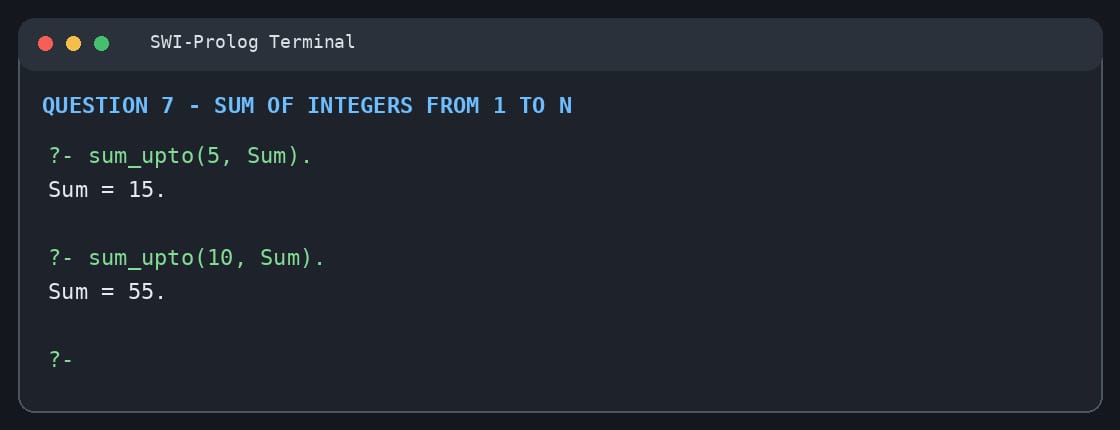 SWI-Prolog Terminal
QUESTION 7 - SUM OF INTEGERS FROM 1 TO N
?- sum_upto(5, Sum).
Sum = 15.
?- sum_upto(10, Sum).
Sum = 55.
?-